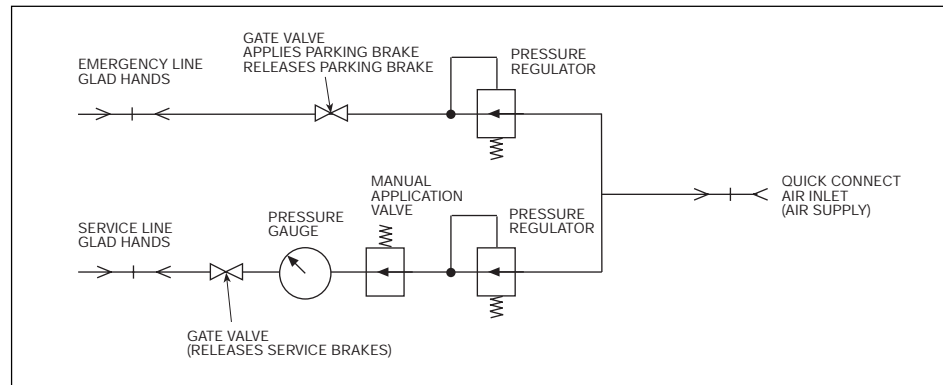 GATE VALVE
APPLIES PARKING BRAKE
RELEASES PARKING BRAKE
EMERGENCY LINE
GLAD HANDS
PRESSURE
REGULATOR
MANUAL
APPLICATION
VALVE
QUICK CONNECT
AIR INLET
(AIR SUPPLY)
PRESSURE
GAUGE
PRESSURE
REGULATOR
SERVICE LINE
GLAD HANDS
GATE VALVE
(RELEASES SERVICE BRAKES)